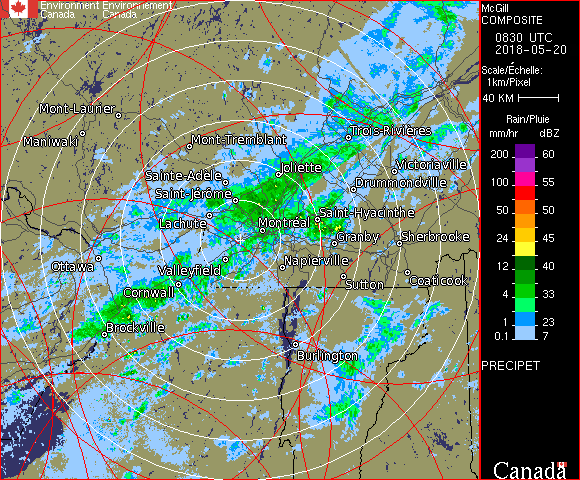 Environment Environnement
Canada Canada
McGill
COMPOSITE
0830 UTC
2018-05-20
Scale/Échelle:
1km/Pixel
40 KM
Rain/Pluie
mm/hr dBZ
200 60
100 55
50 50
24 45
12 40
4 33
2 30
1 23
0.1 7
PRECIPET
Canada
Mont-Laurier
Maniwaki
Mont-Tremblant
Trois-Rivières
Joliette
Victoriaville
Sainte-Adèle
Drummondville
Saint-Jérôme
Lachute
Saint-Hyacinthe
Montréal
Granby
Sherbrooke
Ottawa
Valleyfield
Napierville
Sutton
Coaticook
Cornwall
Brockville
Burlington